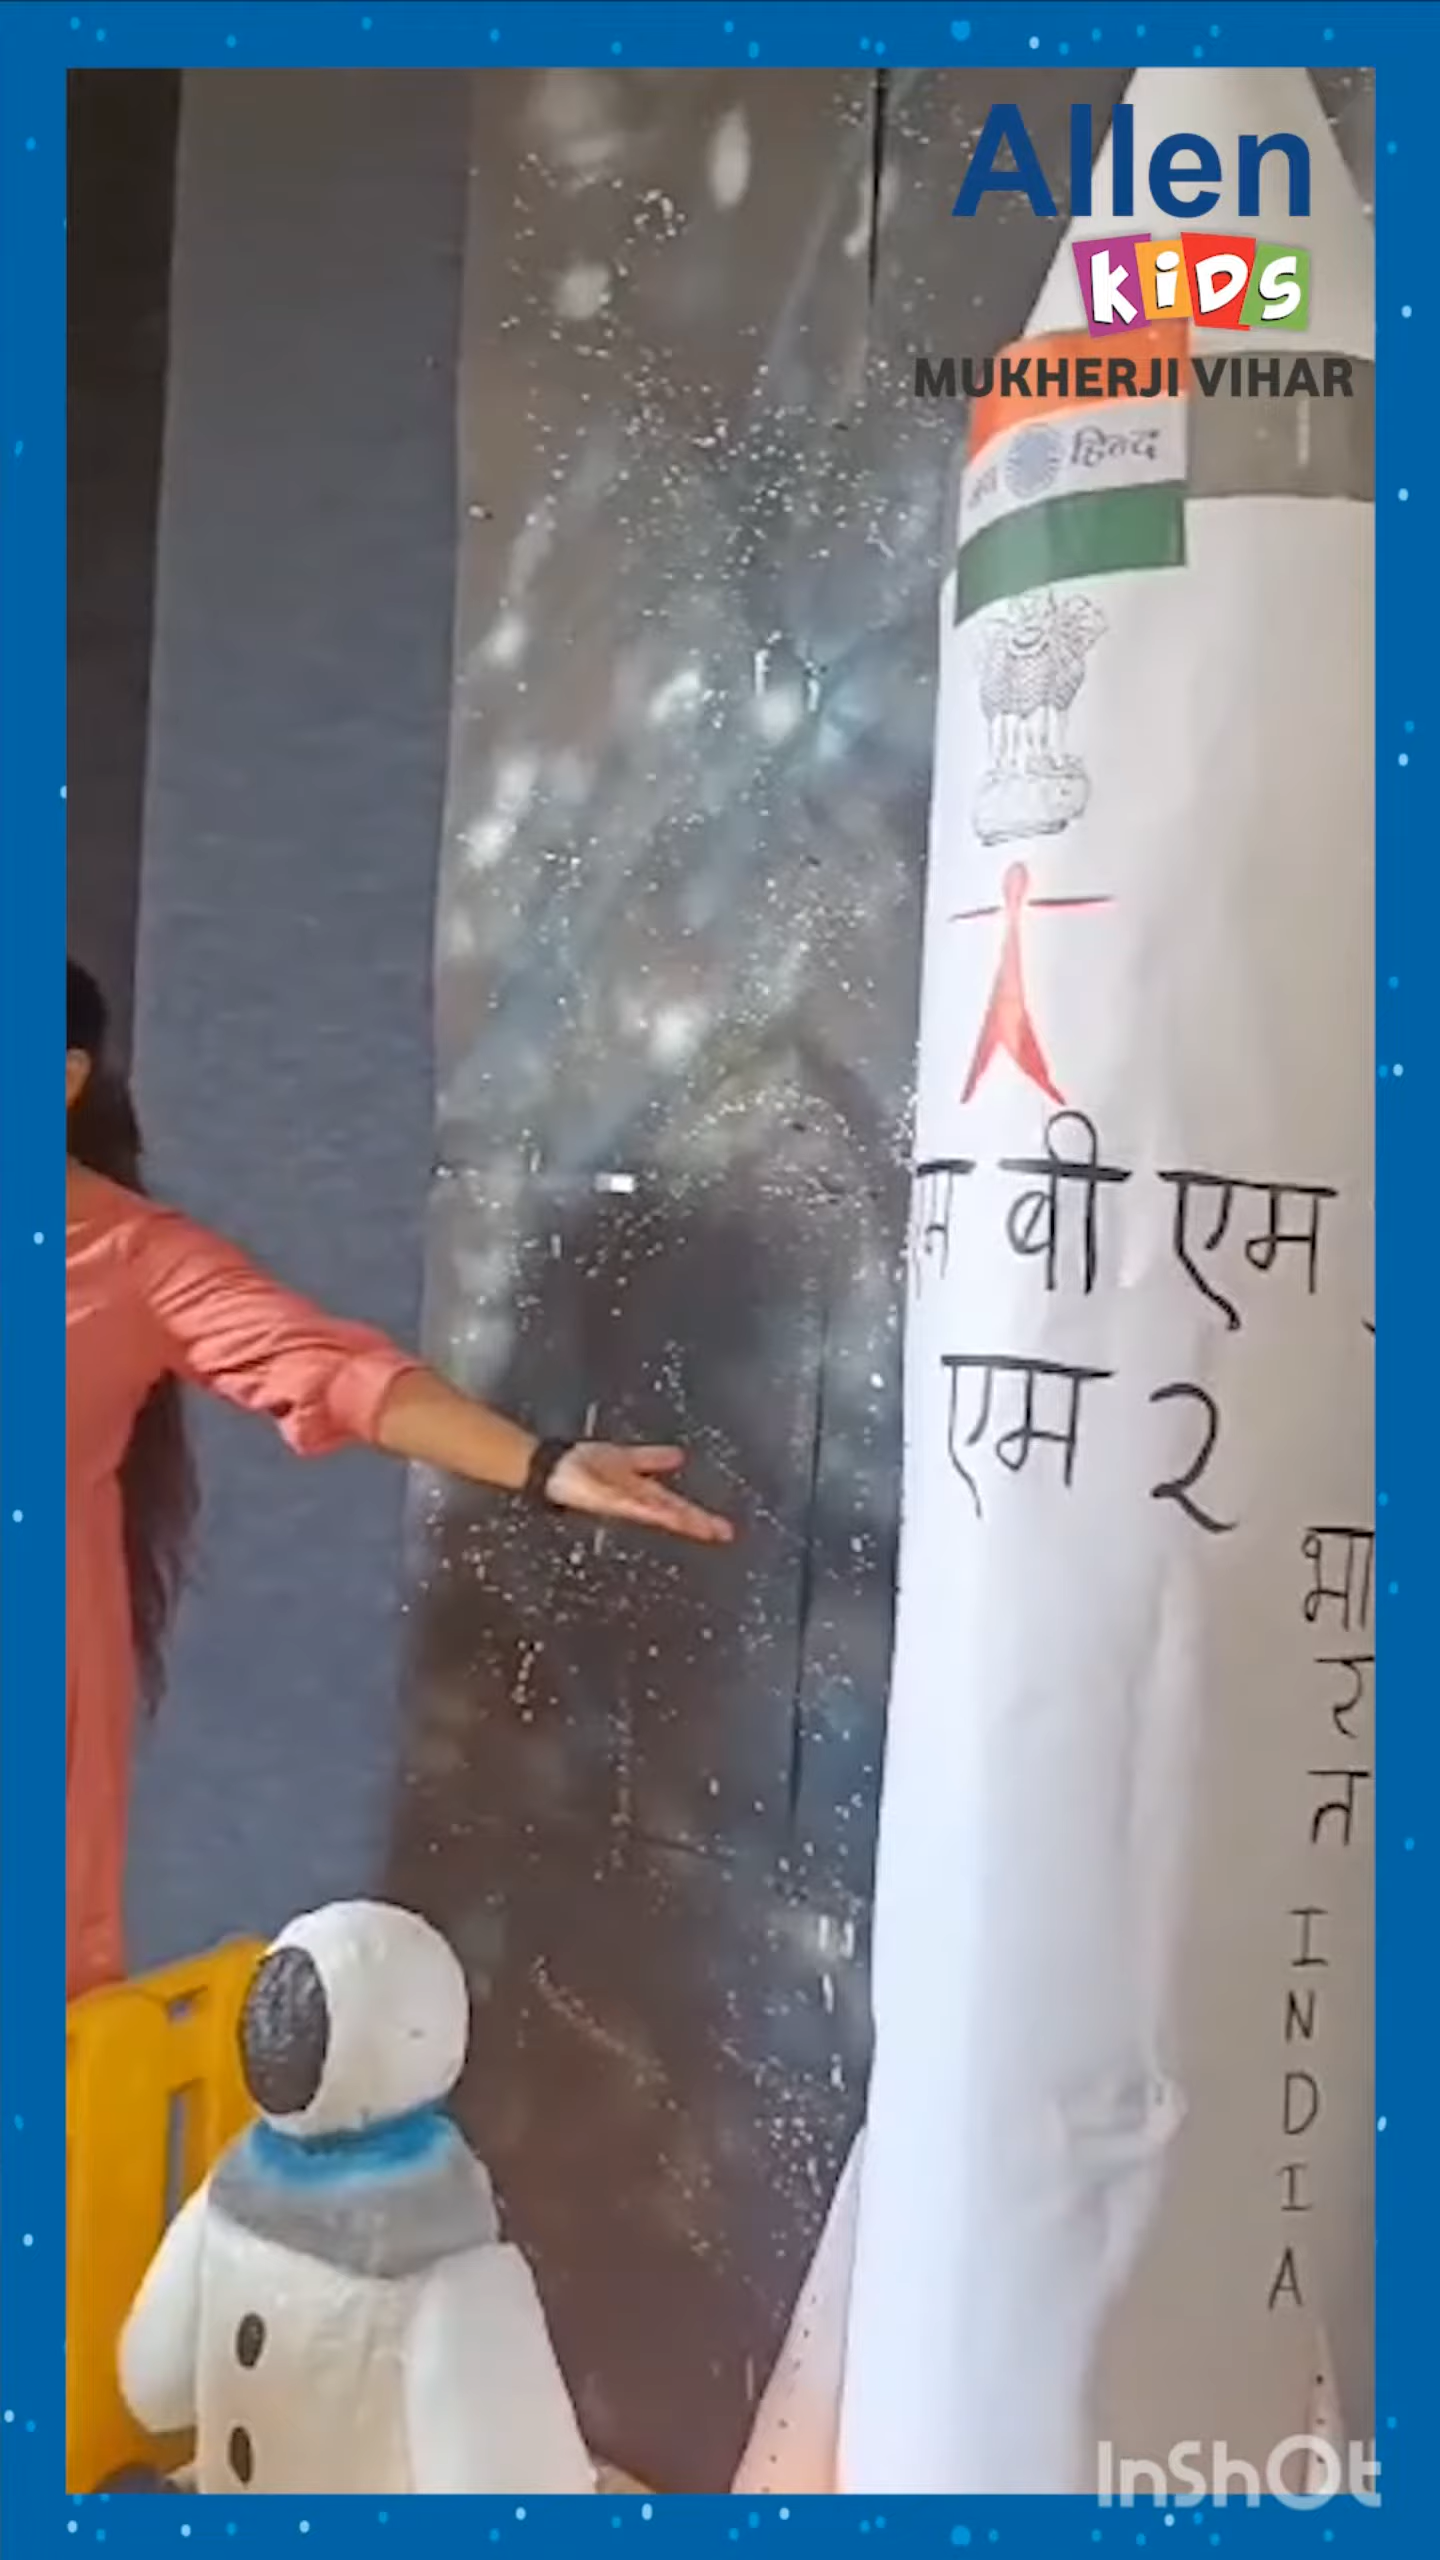 Allen
KIDS
MUKHERJI VIHAR
हिन्द
बी एम
एम २
भा
र
त
INDIA
InShOt